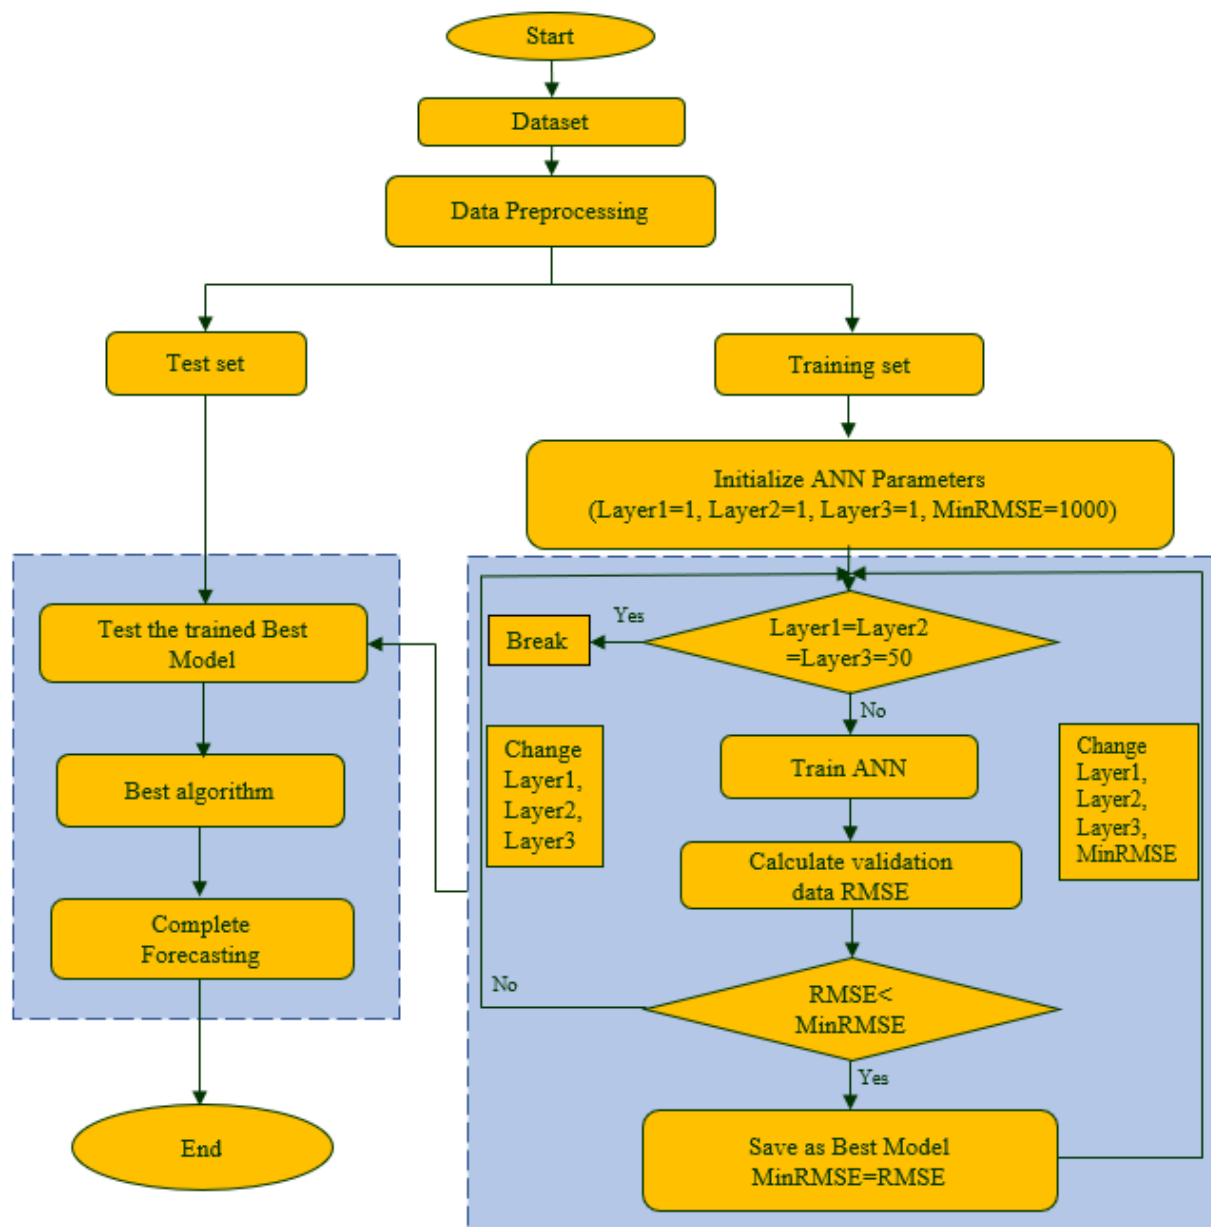 Start
Dataset
Data Preprocessing
Test set
Training set
Initialize ANN Parameters
(Layer1=1, Layer2=1, Layer3=1, MinRMSE=1000)
Test the trained Best
Model
Best algorithm
Complete
Forecasting
End
Yes
Break
Layer1=Layer2
=Layer3=50
No
Change
Layer1,
Layer2,
Layer3
Train ANN
Change
Layer1,
Layer2,
Layer3,
MinRMSE
Calculate validation
data RMSE
No
RMSE<
MinRMSE
Yes
Save as Best Model
MinRMSE=RMSE